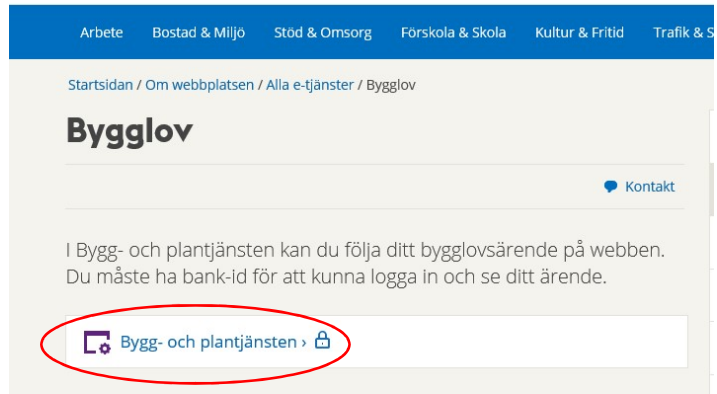 Arbete Bostad & Miljö Stöd & Omsorg Förskola & Skola Kultur & Fritid Trafik & S
Startsidan / Om webbplatsen / Alla e-tjänster / Bygglov
Bygglov
Kontakt
I Bygg- och plantjänsten kan du följa ditt bygglovsärende på webben.
Du måste ha bank-id för att kunna logga in och se ditt ärende.
Bygg- och plantjänsten ›